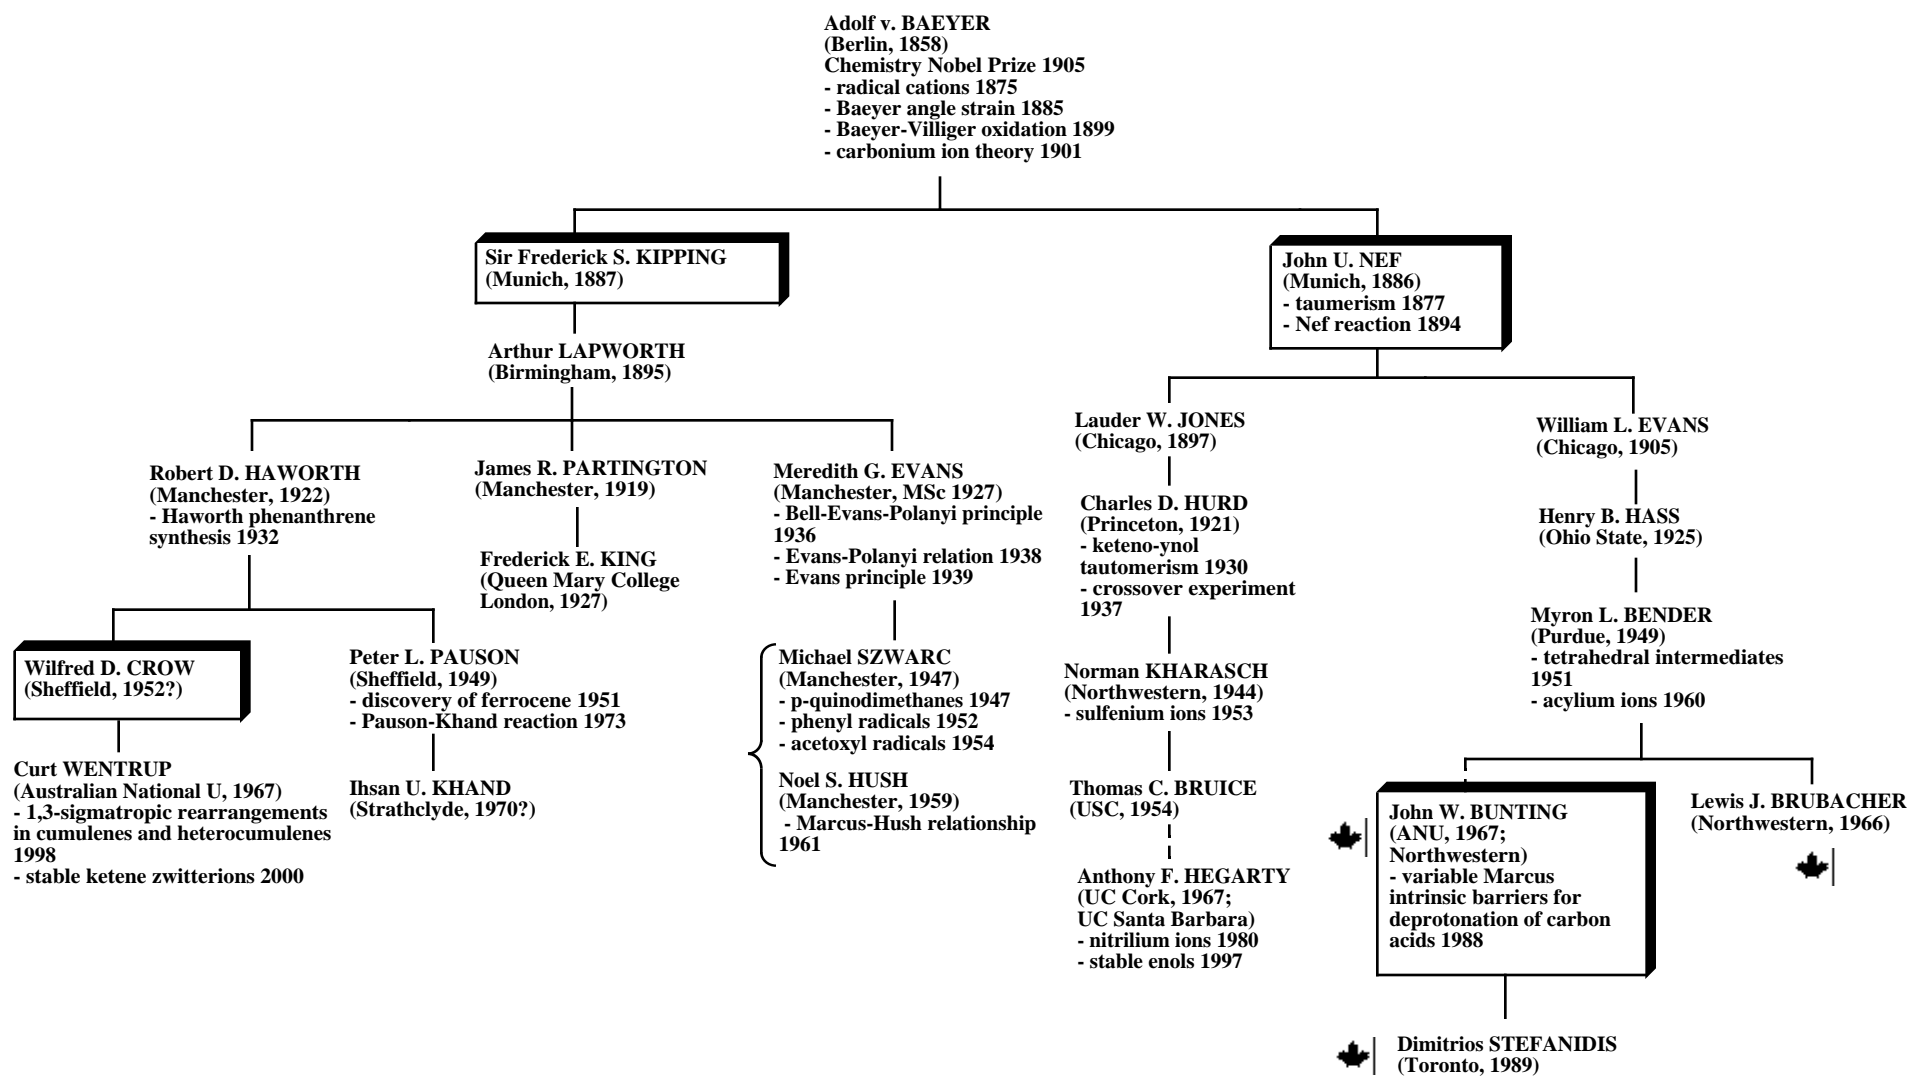 Adolf v. BAEYER
(Berlin, 1858)
Chemistry Nobel Prize 1905
- radical cations 1875
- Baeyer angle strain 1885
- Baeyer-Villiger oxidation 1899
- carbonium ion theory 1901
Sir Frederick S. KIPPING
(Munich, 1887)
John U. NEF
(Munich, 1886)
- taumerism 1877
- Nef reaction 1894
Arthur LAPWORTH
(Birmingham, 1895)
Robert D. HAWORTH
(Manchester, 1922)
- Haworth phenanthrene
synthesis 1932
James R. PARTINGTON
(Manchester, 1919)
Frederick E. KING
(Queen Mary College
London, 1927)
Meredith G. EVANS
(Manchester, MSc 1927)
- Bell-Evans-Polanyi principle
1936
- Evans-Polanyi relation 1938
- Evans principle 1939
Lauder W. JONES
(Chicago, 1897)
Charles D. HURD
(Princeton, 1921)
- keteno-ynol
tautomerism 1930
- crossover experiment
1937
William L. EVANS
(Chicago, 1905)
Henry B. HASS
(Ohio State, 1925)
Myron L. BENDER
(Purdue, 1949)
- tetrahedral intermediates
1951
- acylium ions 1960
Wilfred D. CROW
(Sheffield, 1952?)
Peter L. PAUSON
(Sheffield, 1949)
- discovery of ferrocene 1951
- Pauson-Khand reaction 1973
Michael SZWARC
(Manchester, 1947)
- p-quinodimethanes 1947
- phenyl radicals 1952
- acetoxyl radicals 1954
Noel S. HUSH
(Manchester, 1959)
- Marcus-Hush relationship
1961
Norman KHARASCH
(Northwestern, 1944)
- sulfenium ions 1953
Curt WENTRUP
(Australian National U, 1967)
- 1,3-sigmatropic rearrangements
in cumulenes and heterocumulenes
1998
- stable ketene zwitterions 2000
Ihsan U. KHAND
(Strathclyde, 1970?)
Thomas C. BRUICE
(USC, 1954)
Anthony F. HEGARTY
(UC Cork, 1967;
UC Santa Barbara)
- nitrilium ions 1980
- stable enols 1997
John W. BUNTING
(ANU, 1967;
Northwestern)
- variable Marcus
intrinsic barriers for
deprotonation of carbon
acids 1988
Lewis J. BRUBACHER
(Northwestern, 1966)
Dimitrios STEFANIDIS
(Toronto, 1989)